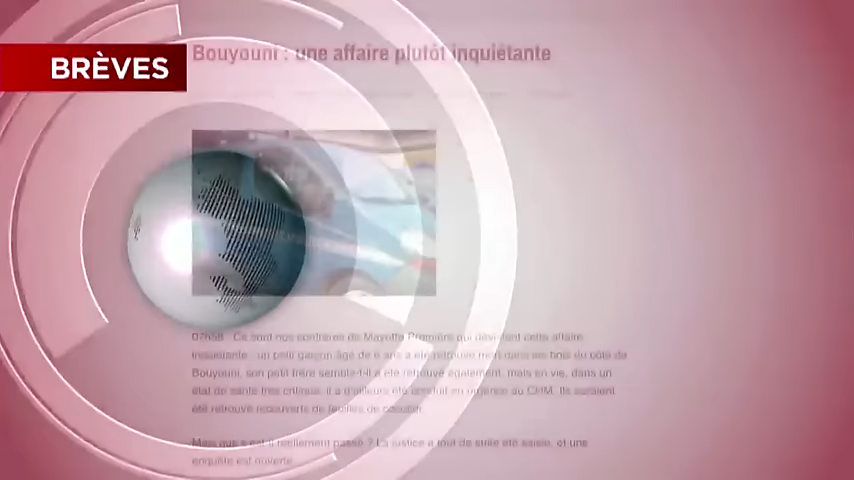 BRÈVES
Bouyouni : une affaire plutôt inquiétante
07h58 - Ce sont nos confrères de Mayotte Première qui dévoilent cette affaire
inquiétante : un petit garçon âgé de 6 ans a été retrouvé mort dans les bois du côté de
Bouyouni, son petit frère semble-t-il a été retrouvé également, mais en vie, dans un
état de santé très critique, il a d'ailleurs été conduit en urgence au CHM. Ils auraient
été retrouvé recouverts de feuilles de cocotier.
Mais que s'est-il réellement passé ? La justice a tout de suite été saisie, et une
enquête est ouverte